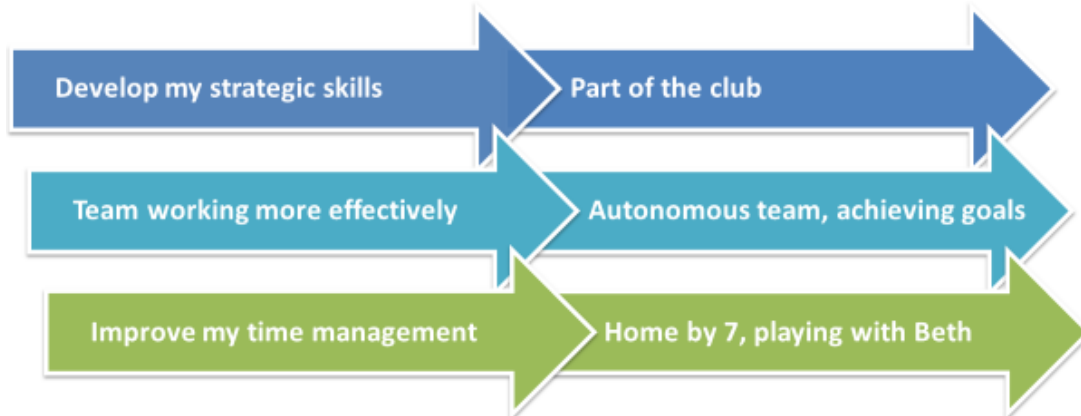 Develop my strategic skills
Part of the club
Team working more effectively
Autonomous team, achieving goals
Improve my time management
Home by 7, playing with Beth